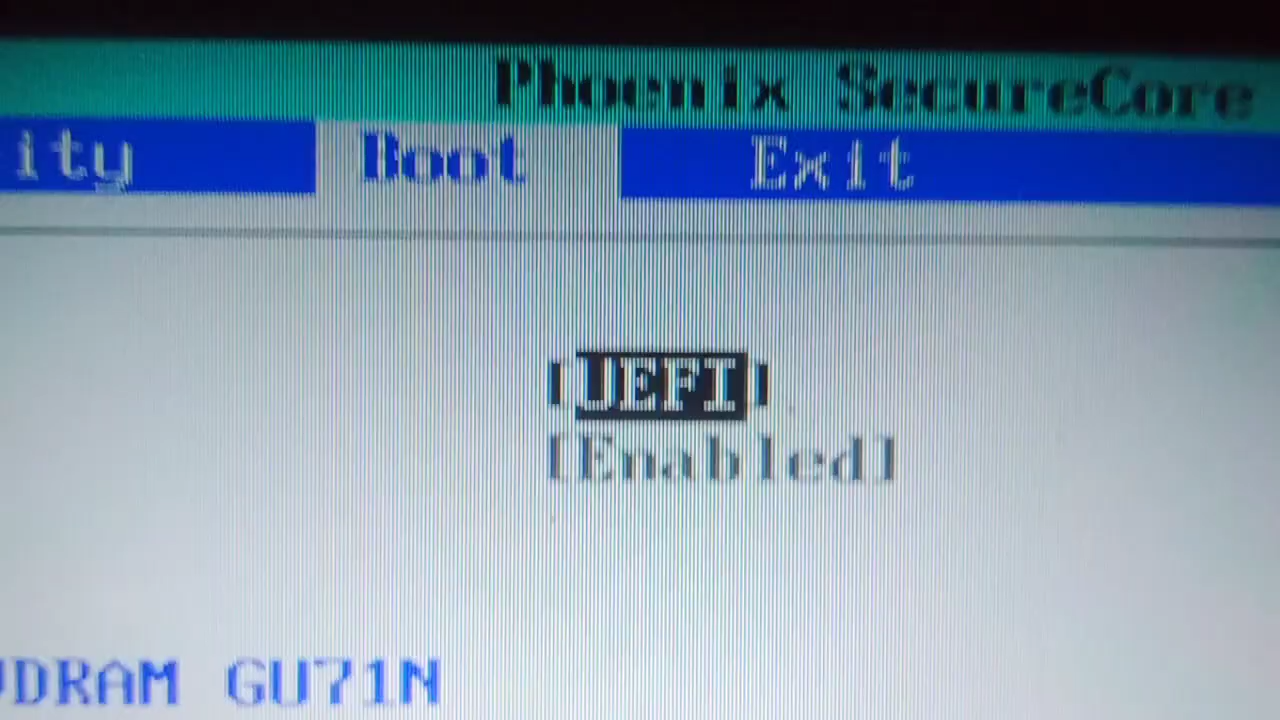 Phoenix SecureCore
ity Boot Exit
[UEFI]
[Enabled]
DRAM GU71N